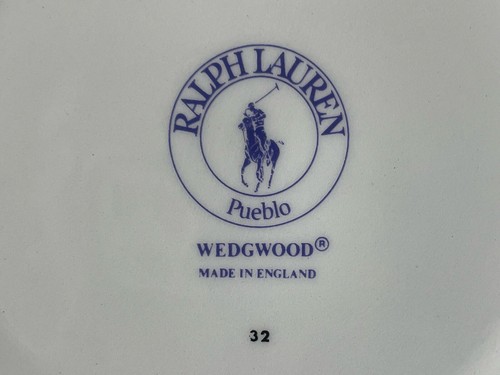 RALPH LAUREN
Pueblo
WEDGWOOD®
MADE IN ENGLAND
32